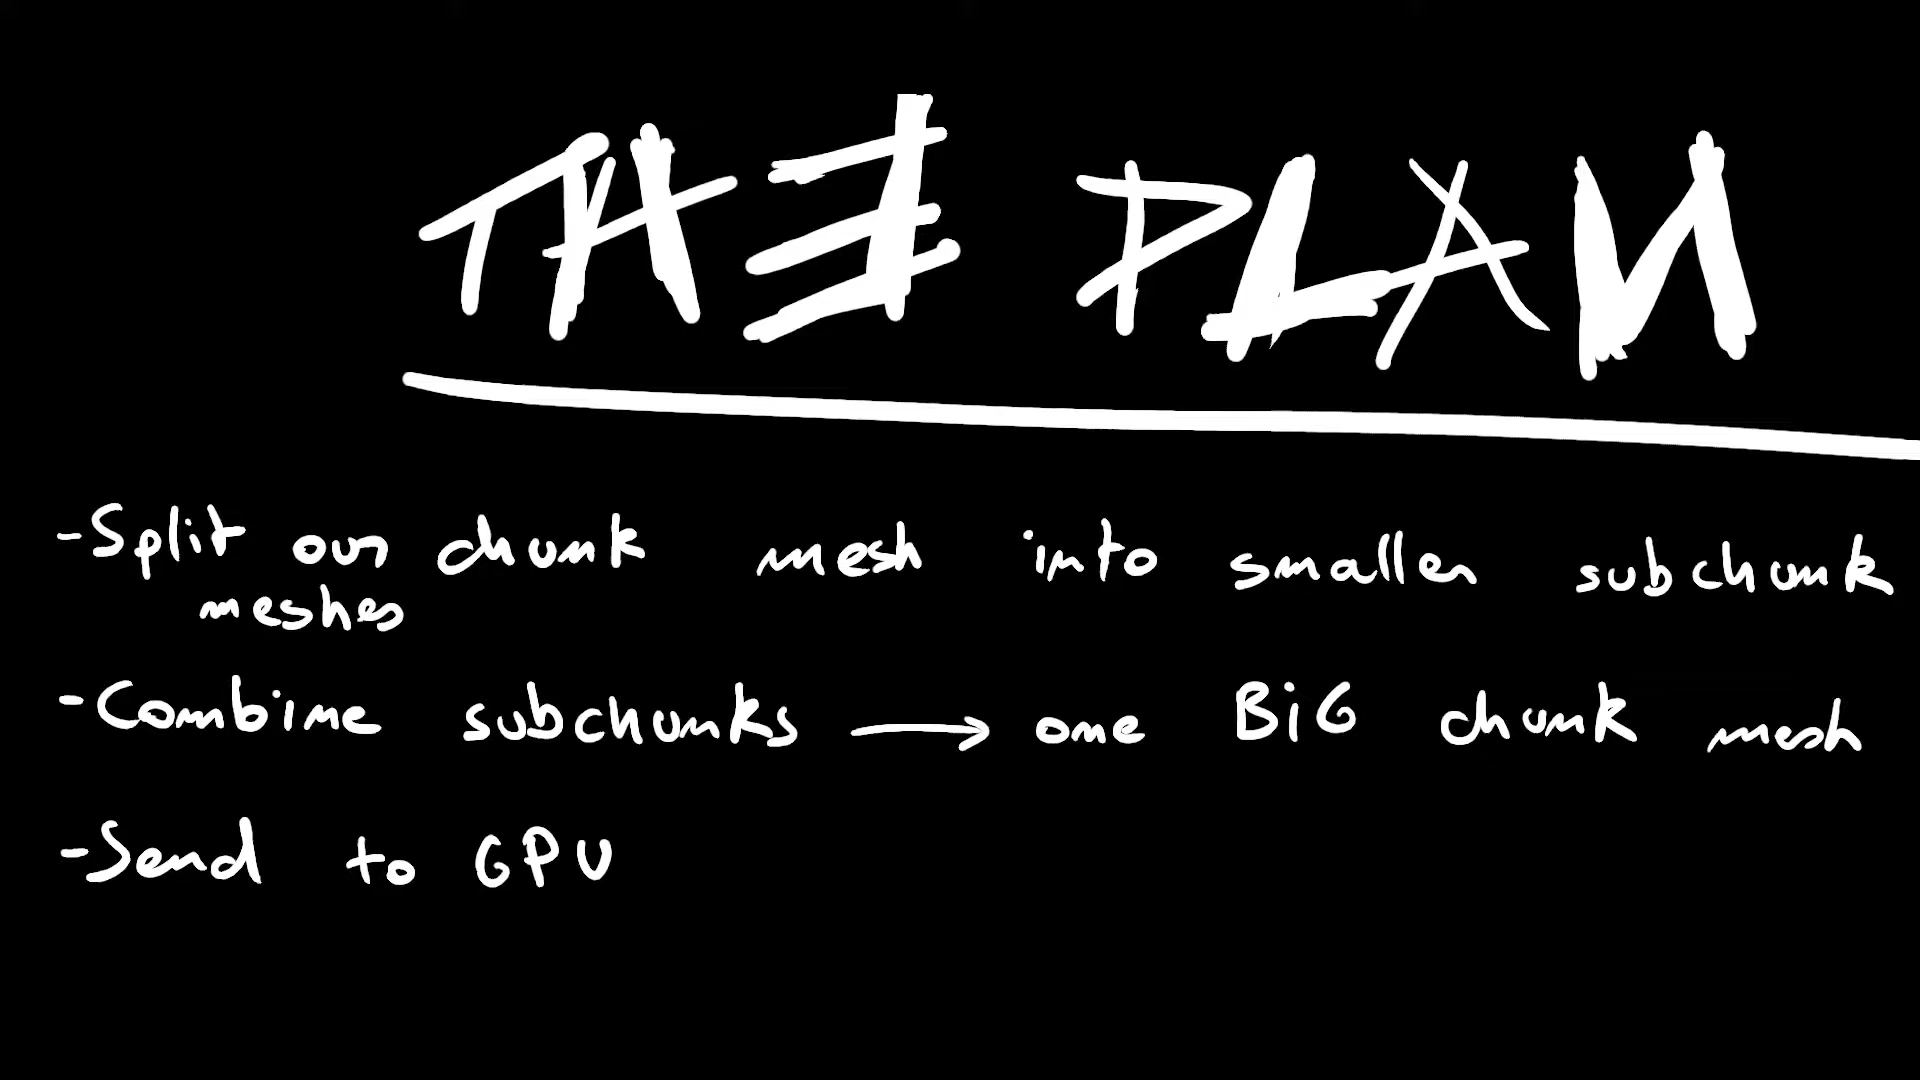 THE PLAN
- Split our chunk mesh into smaller subchunk
meshes
- Combine subchunks → one BiG chunk mesh
- Send to GPU